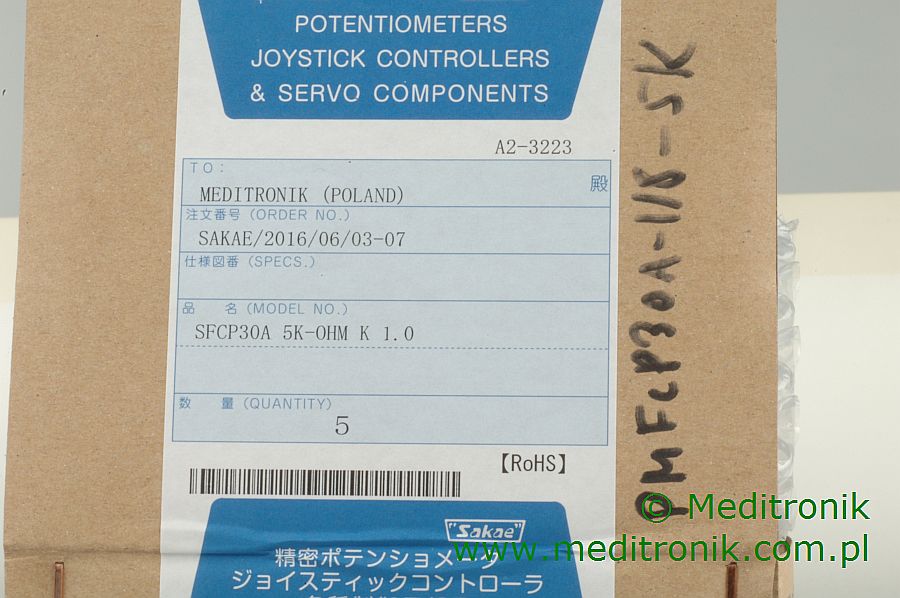 POTENTIOMETERS
JOYSTICK CONTROLLERS
& SERVO COMPONENTS
A2-3223
TO:
MEDITRONIK (POLAND)
殿
注文番号 (ORDER NO.)
SAKAE/2016/06/03-07
仕様図番 (SPECS.)
品 名 (MODEL NO.)
SFCP30A 5K-OHM K 1.0
数 量 (QUANTITY)
5
【RoHS】
"Sakae"
精密ポテンショメータ
ジョイスティックコントローラ
PMFCP30A-118-5K
© Meditronik
www.meditronik.com.pl